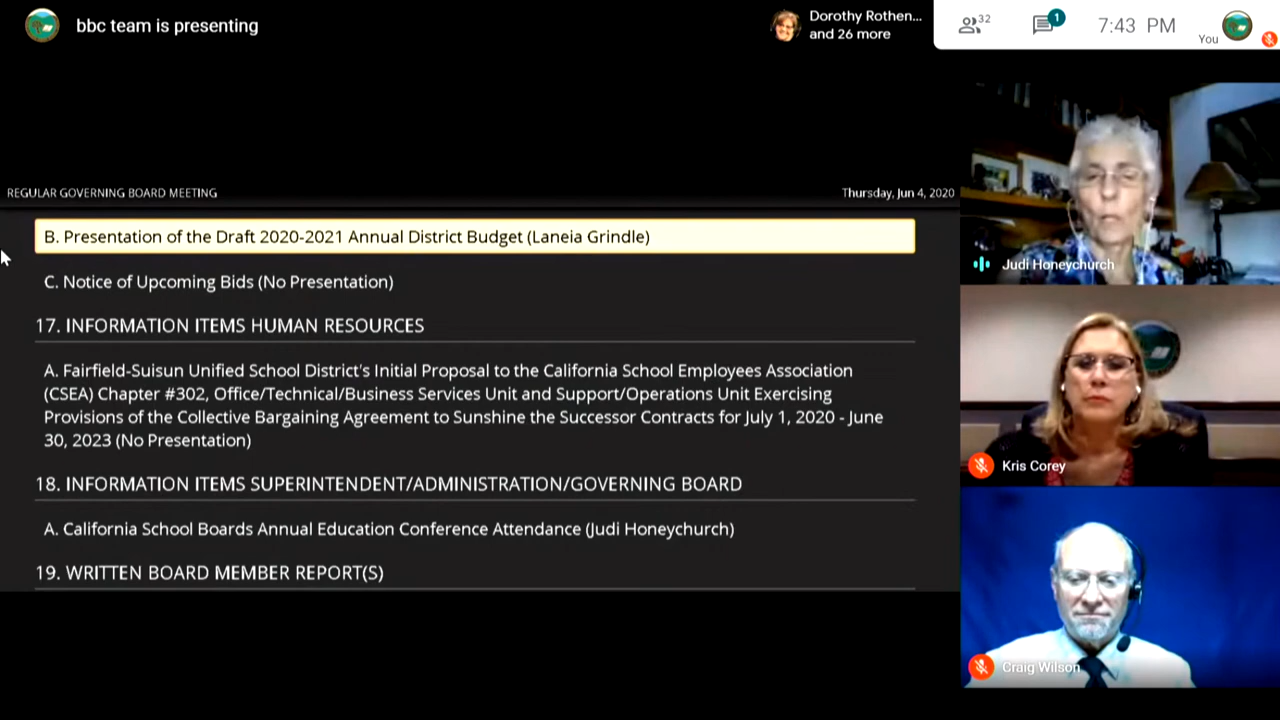 bbc team is presenting
Dorothy Rothen...
and 26 more
32
1
7:43 PM
You
REGULAR GOVERNING BOARD MEETING
Thursday, Jun 4, 2020
B. Presentation of the Draft 2020-2021 Annual District Budget (Laneia Grindle)
C. Notice of Upcoming Bids (No Presentation)
17. INFORMATION ITEMS HUMAN RESOURCES
A. Fairfield-Suisun Unified School District's Initial Proposal to the California School Employees Association
(CSEA) Chapter #302, Office/Technical/Business Services Unit and Support/Operations Unit Exercising
Provisions of the Collective Bargaining Agreement to Sunshine the Successor Contracts for July 1, 2020 - June
30, 2023 (No Presentation)
18. INFORMATION ITEMS SUPERINTENDENT/ADMINISTRATION/GOVERNING BOARD
A. California School Boards Annual Education Conference Attendance (Judi Honeychurch)
19. WRITTEN BOARD MEMBER REPORT(S)
Judi Honeychurch
Kris Corey
Craig Wilson